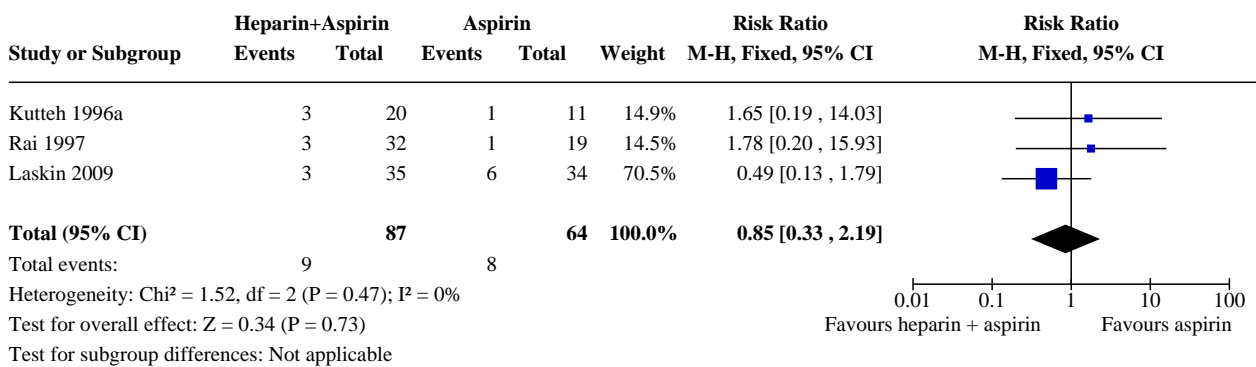 Heparin+Aspirin Aspirin Risk Ratio Risk Ratio
Study or Subgroup Events Total Events Total Weight M-H, Fixed, 95% CI M-H, Fixed, 95% CI
Kutteh 1996a 3 20 1 11 14.9% 1.65 [0.19 , 14.03]
Rai 1997 3 32 1 19 14.5% 1.78 [0.20 , 15.93]
Laskin 2009 3 35 6 34 70.5% 0.49 [0.13 , 1.79]
Total (95% CI) 87 64 100.0% 0.85 [0.33 , 2.19]
Total events: 9 8
Heterogeneity: Chi² = 1.52, df = 2 (P = 0.47); I² = 0%
0.01 0.1 1 10 100
Test for overall effect: Z = 0.34 (P = 0.73)
Favours heparin + aspirin Favours aspirin
Test for subgroup differences: Not applicable